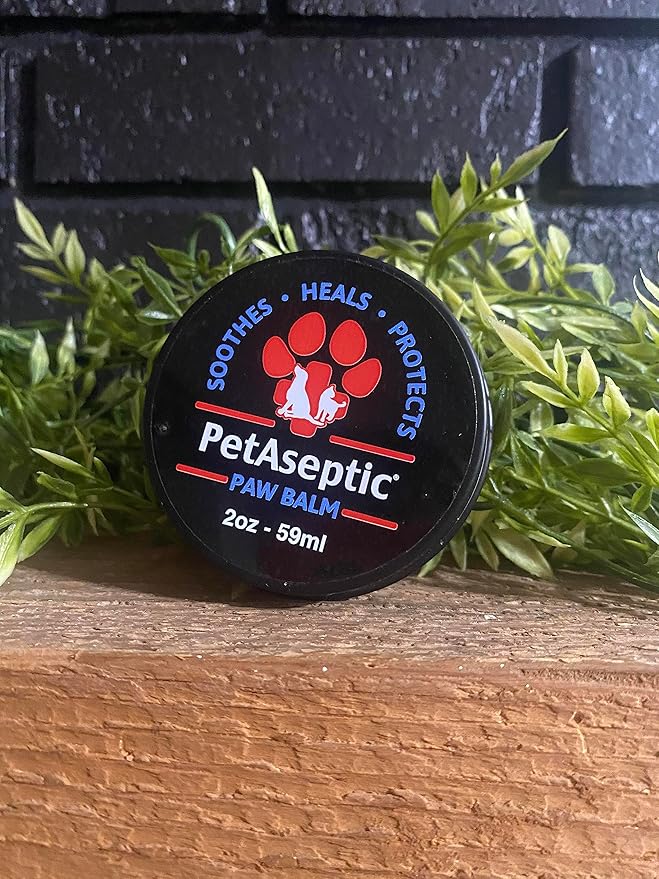 SOOTHES • HEALS • PROTECTS
PetAseptic®
PAW BALM
2oz - 59ml